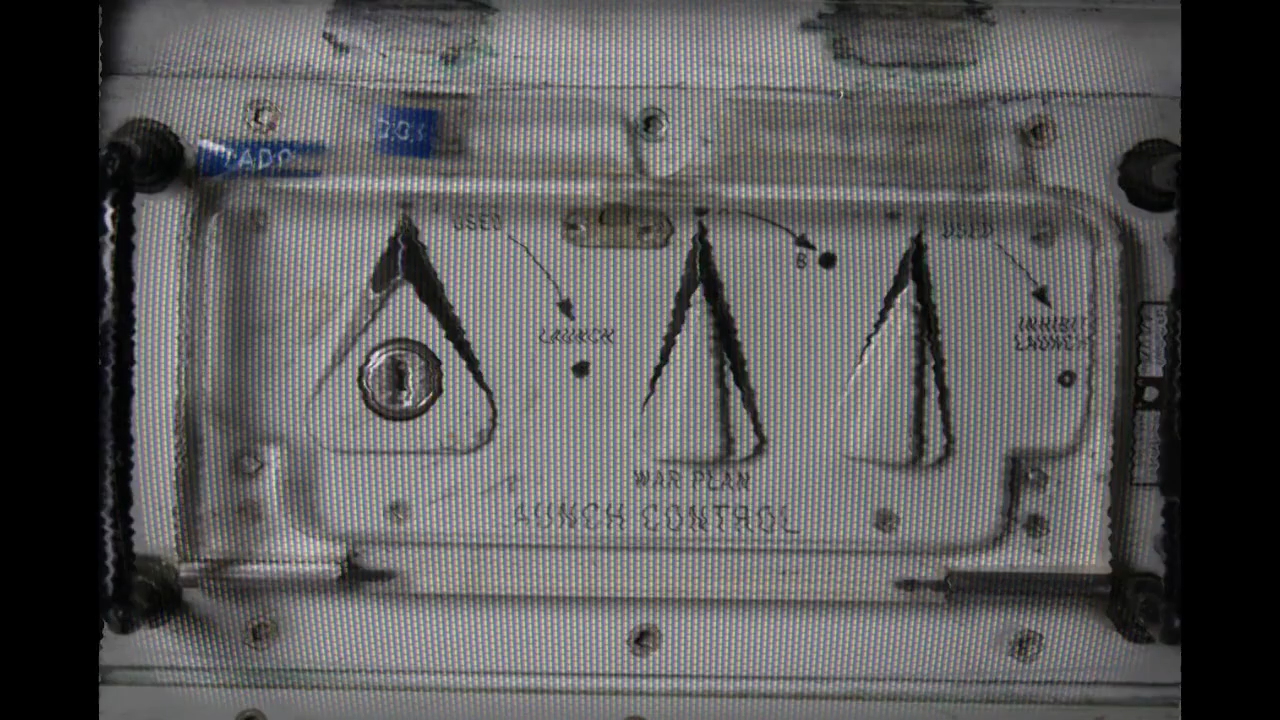 USED
B
USED
LAUNCH
INHIBIT
LAUNCH
WAR PLAN
LAUNCH CONTROL